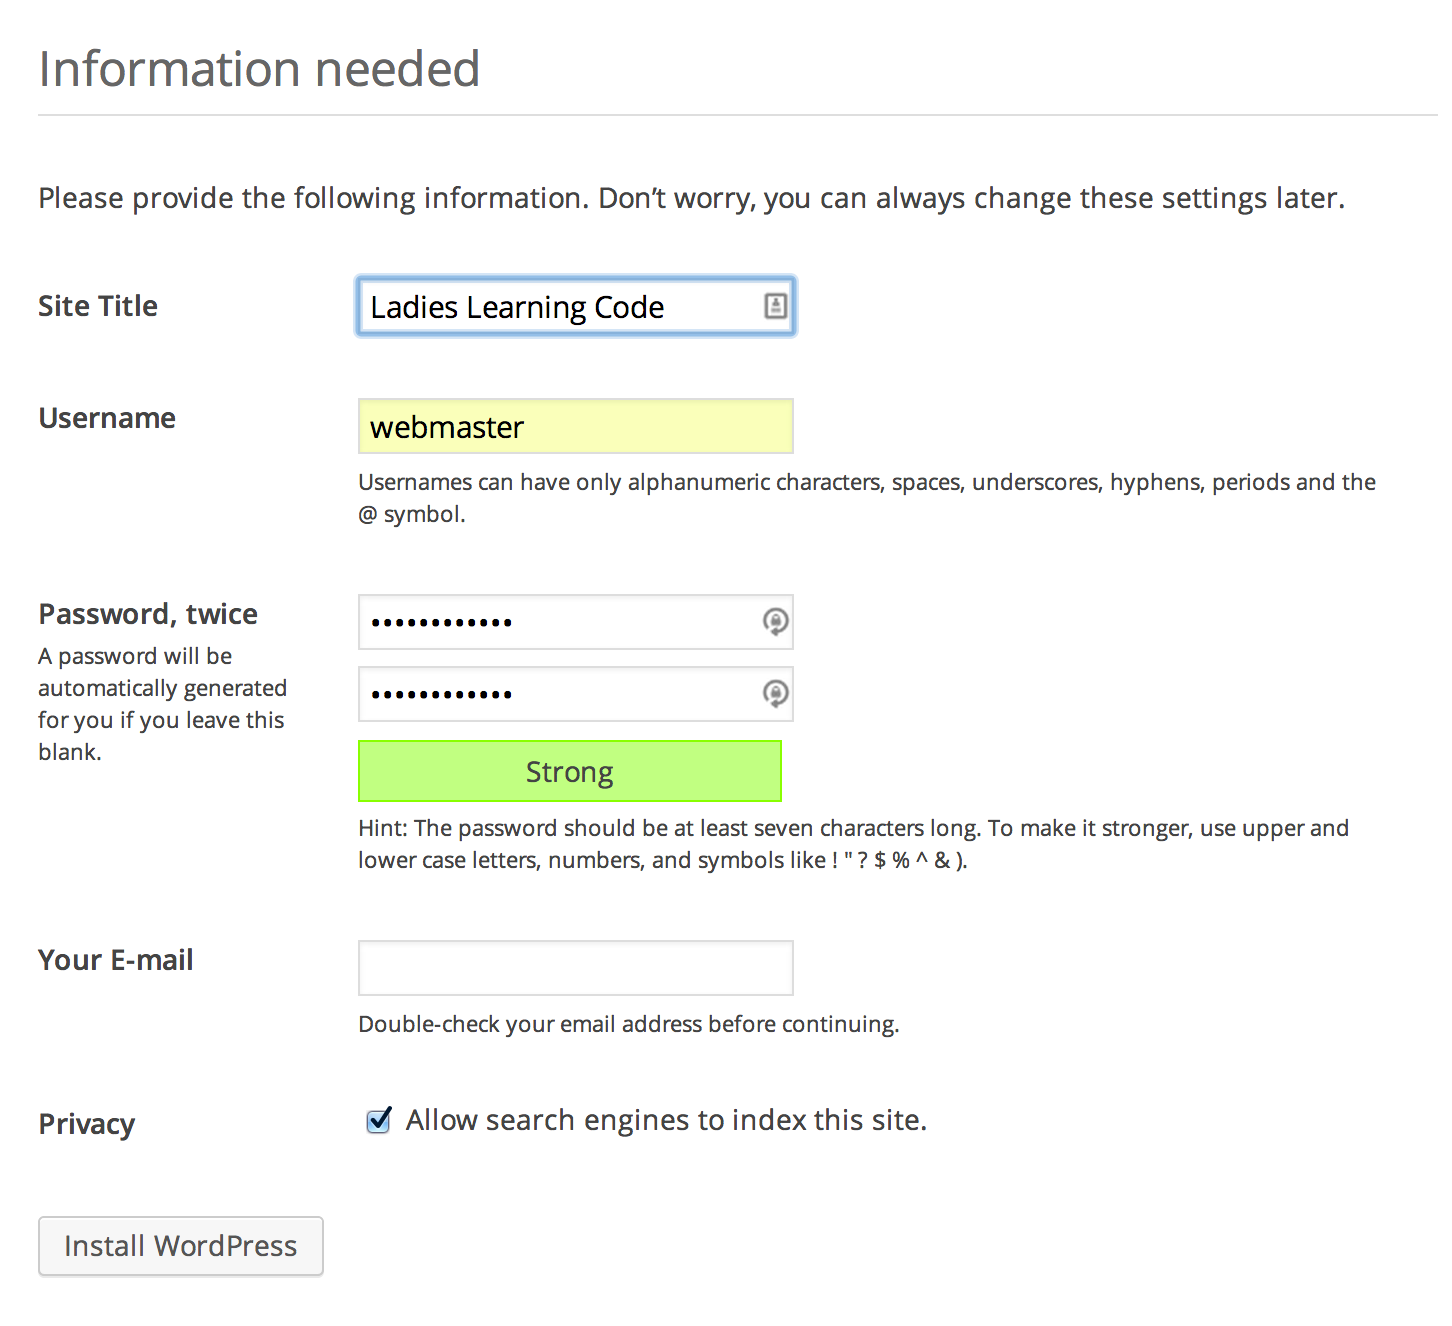 Information needed
Please provide the following information. Don’t worry, you can always change these settings later.
Site Title
Ladies Learning Code
Username
webmaster
Usernames can have only alphanumeric characters, spaces, underscores, hyphens, periods and the
@ symbol.
Password, twice
A password will be
automatically generated
for you if you leave this
blank.
••••••••••••
••••••••••••
Strong
Hint: The password should be at least seven characters long. To make it stronger, use upper and
lower case letters, numbers, and symbols like ! " ? $ % ^ & ).
Your E-mail
Double-check your email address before continuing.
Privacy
Allow search engines to index this site.
Install WordPress